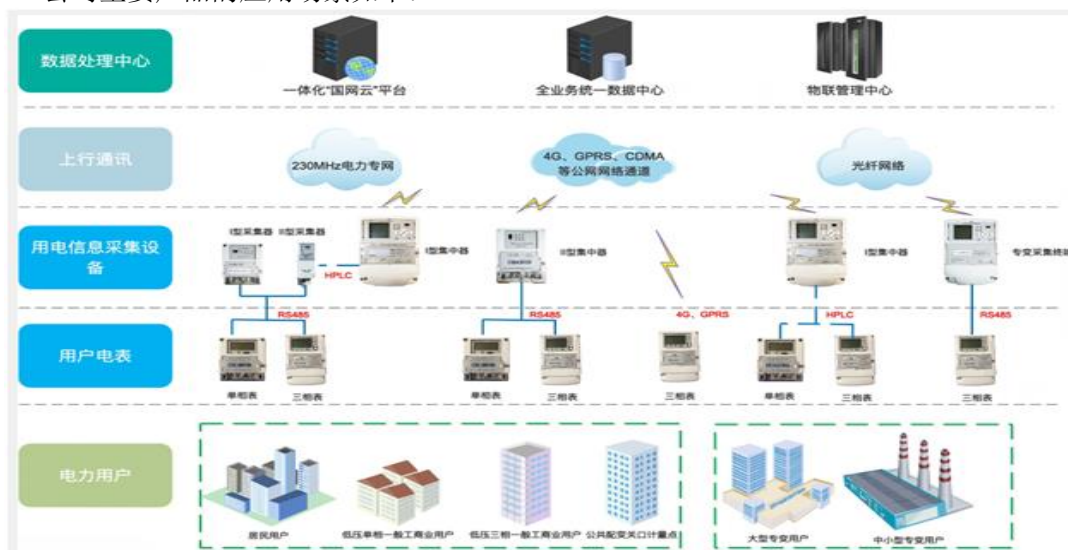 数据处理中心
一体化“国网云”平台
全业务统一数据中心
物联管理中心
上行通讯
230MHz电力专网
4G、GPRS、CDMA
等公网网络通道
光纤网络
用电信息采集设
备
I型采集器 II型采集器
I型集中器
II型集中器
I型集中器
专变采集终端
HPLC
RS485
RS485
4G、GPRS
HPLC
RS485
用户电表
单相表
三相表
单相表
三相表
三相表
单相表
三相表
三相表
电力用户
居民用户
低压单相一般工商业用户
低压三相一般工商业用户
公共配变关口计量点
大型专变用户
中小型专变用户